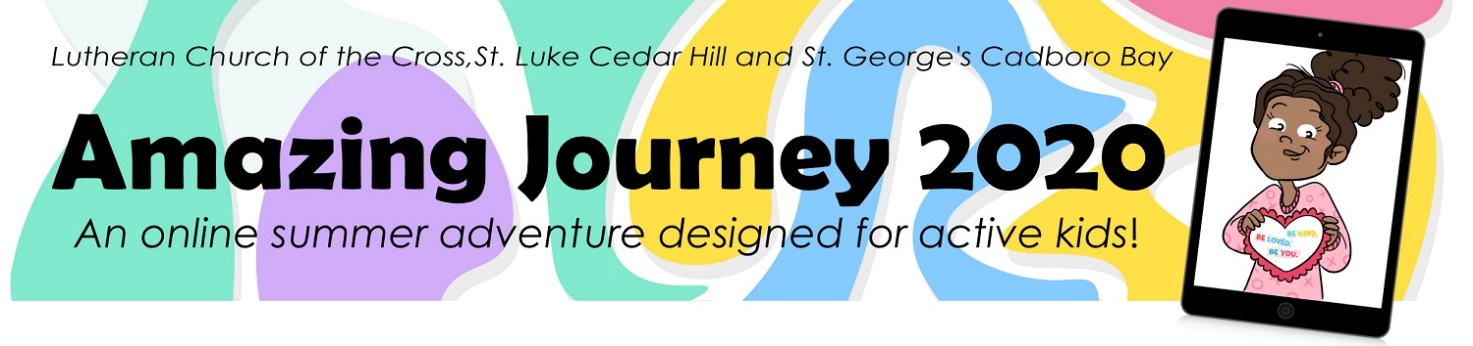 Lutheran Church of the Cross,St. Luke Cedar Hill and St. George's Cadboro Bay
Amazing Journey 2020
An online summer adventure designed for active kids!
BE KIND.
BE LOVED.
BE YOU.